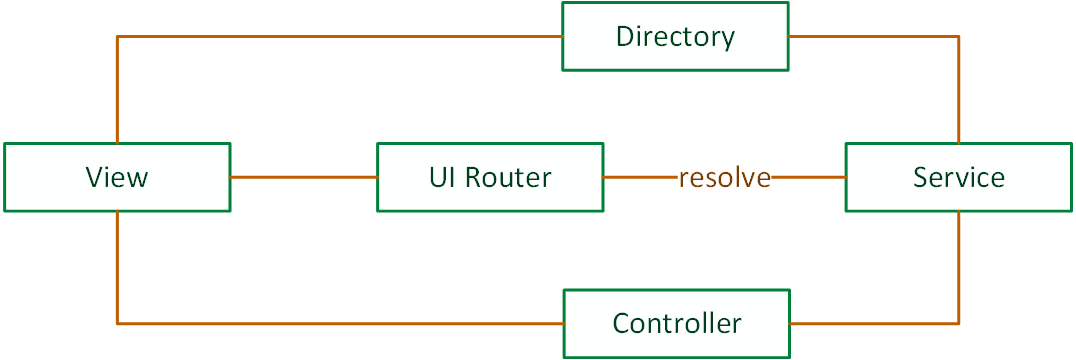 Directory
View
UI Router
resolve
Service
Controller